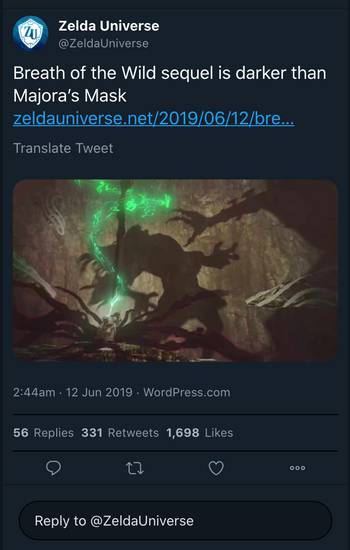 ZU
Zelda Universe
@ZeldaUniverse
Breath of the Wild sequel is darker than
Majora’s Mask
zeldauniverse.net/2019/06/12/bre...
Translate Tweet
2:44am · 12 Jun 2019 · WordPress.com
56 Replies 331 Retweets 1,698 Likes
Reply to @ZeldaUniverse